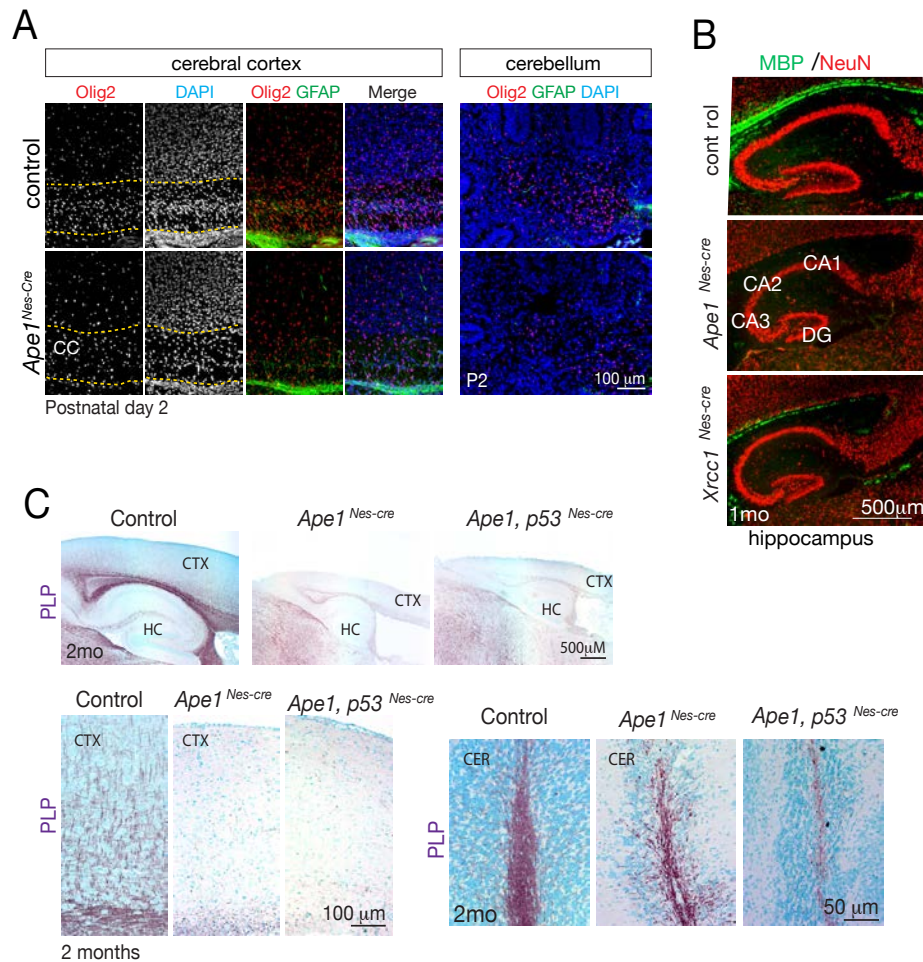 A
cerebral cortex
cerebellum
Olig2
DAPI
Olig2 GFAP
Merge
Olig2 GFAP DAPI
control
Ape1 Nes-Cre
CC
P2
100 µm
Postnatal day 2
B
MBP /NeuN
cont rol
Ape1 Nes-cre
CA1
CA2
CA3
DG
Xrcc1 Nes-cre
1mo
500µm
hippocampus
C
Control
Ape1 Nes-cre
Ape1, p53 Nes-cre
PLP
CTX
HC
2mo
CTX
HC
CTX
HC
500µM
Control
Ape1 Nes-cre
Ape1, p53 Nes-cre
PLP
CTX
CTX
100 µm
2 months
Control
Ape1 Nes-cre
Ape1, p53 Nes-cre
PLP
CER
CER
2mo
50 µm